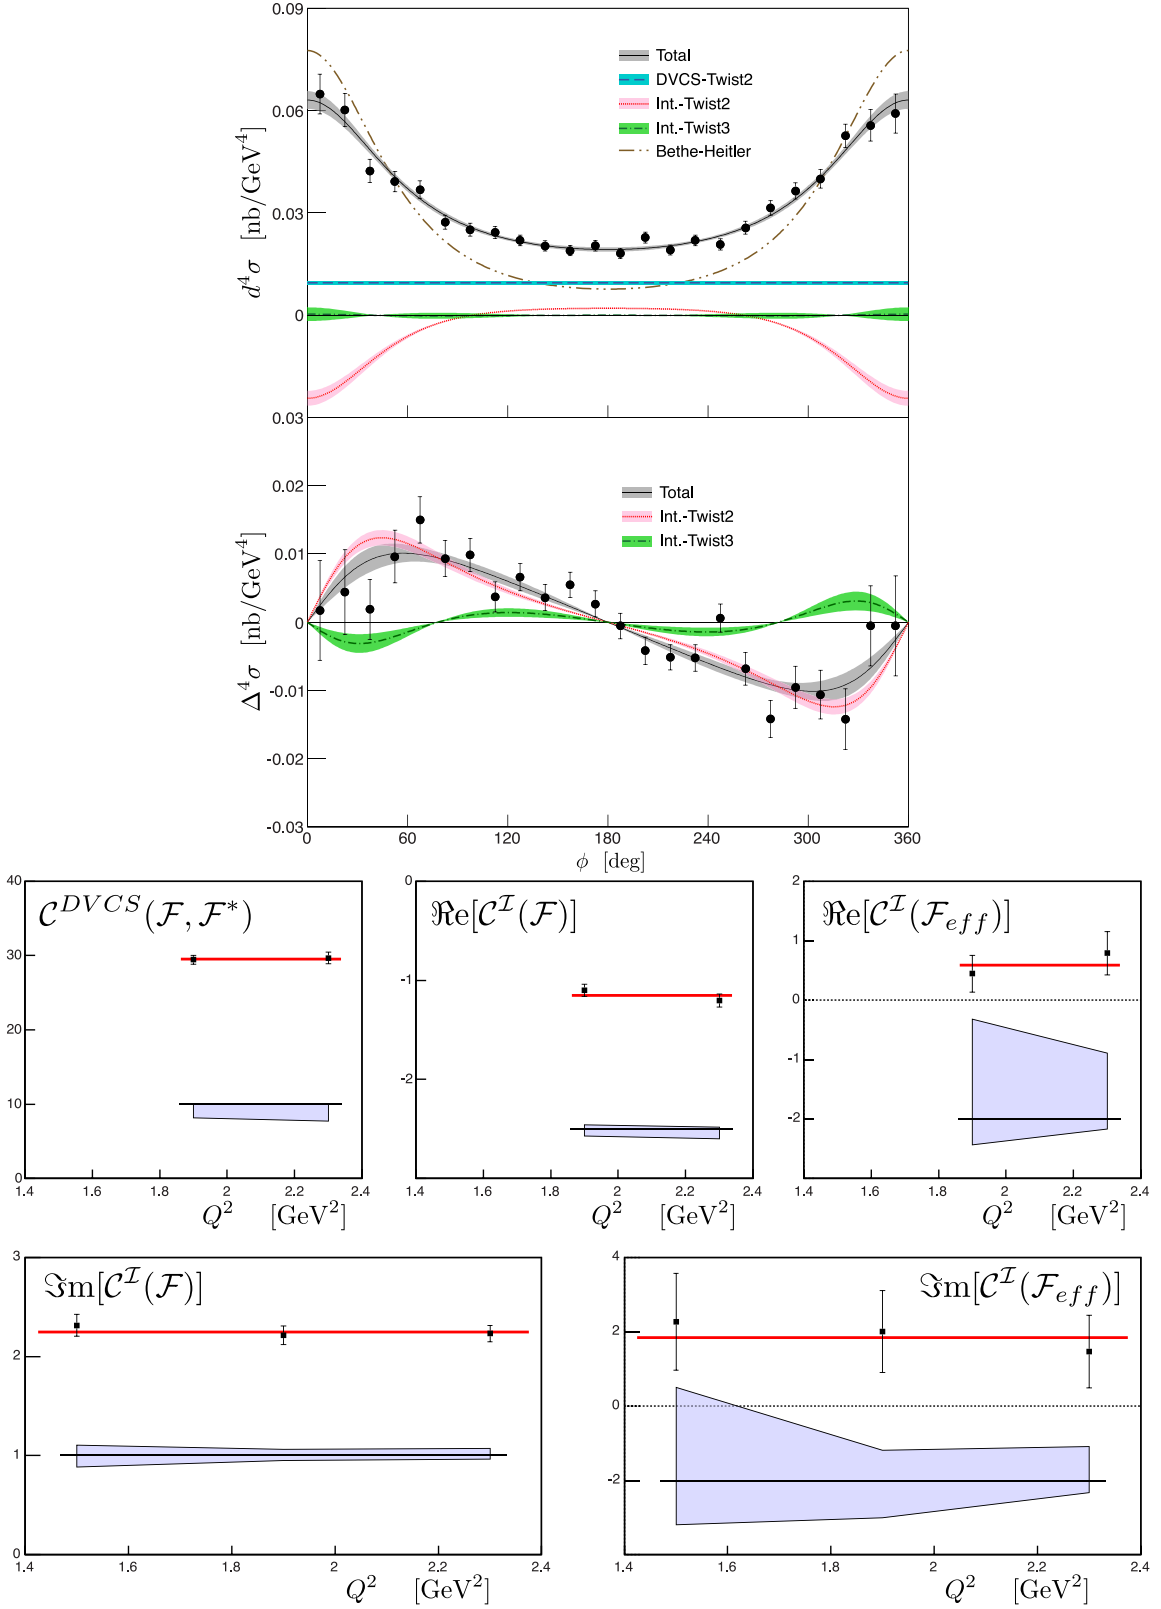 0.09
0.06
0.03
0
d⁴σ [nb/GeV⁴]
Total
DVCS-Twist2
Int.-Twist2
Int.-Twist3
Bethe-Heitler
0.03
0.02
0.01
0
-0.01
-0.02
-0.03
Δ⁴σ [nb/GeV⁴]
Total
Int.-Twist2
Int.-Twist3
0 60 120 180 240 300 360
ϕ [deg]
40
30
20
10
0
𝒞^{DVCS}(ℱ, ℱ*)
1.4 1.6 1.8 2 2.2 2.4
Q² [GeV²]
0
-1
-2
ℜe[𝒞^ℐ(ℱ)]
1.4 1.6 1.8 2 2.2 2.4
Q² [GeV²]
2
1
0
-1
-2
ℜe[𝒞^ℐ(ℱ_{eff})]
1.4 1.6 1.8 2 2.2 2.4
Q² [GeV²]
3
2
1
0
ℑm[𝒞^ℐ(ℱ)]
1.4 1.6 1.8 2 2.2 2.4
Q² [GeV²]
4
2
0
-2
ℑm[𝒞^ℐ(ℱ_{eff})]
1.4 1.6 1.8 2 2.2 2.4
Q² [GeV²]